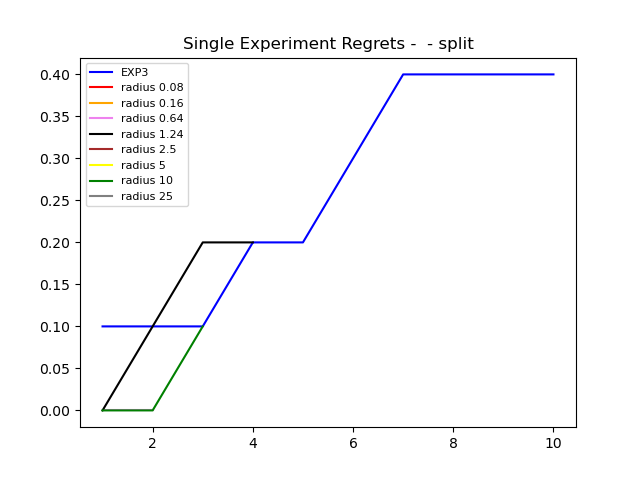 Single Experiment Regrets -  - split
EXP3
radius 0.08
radius 0.16
radius 0.64
radius 1.24
radius 2.5
radius 5
radius 10
radius 25
0.40
0.35
0.30
0.25
0.20
0.15
0.10
0.05
0.00
2 4 6 8 10